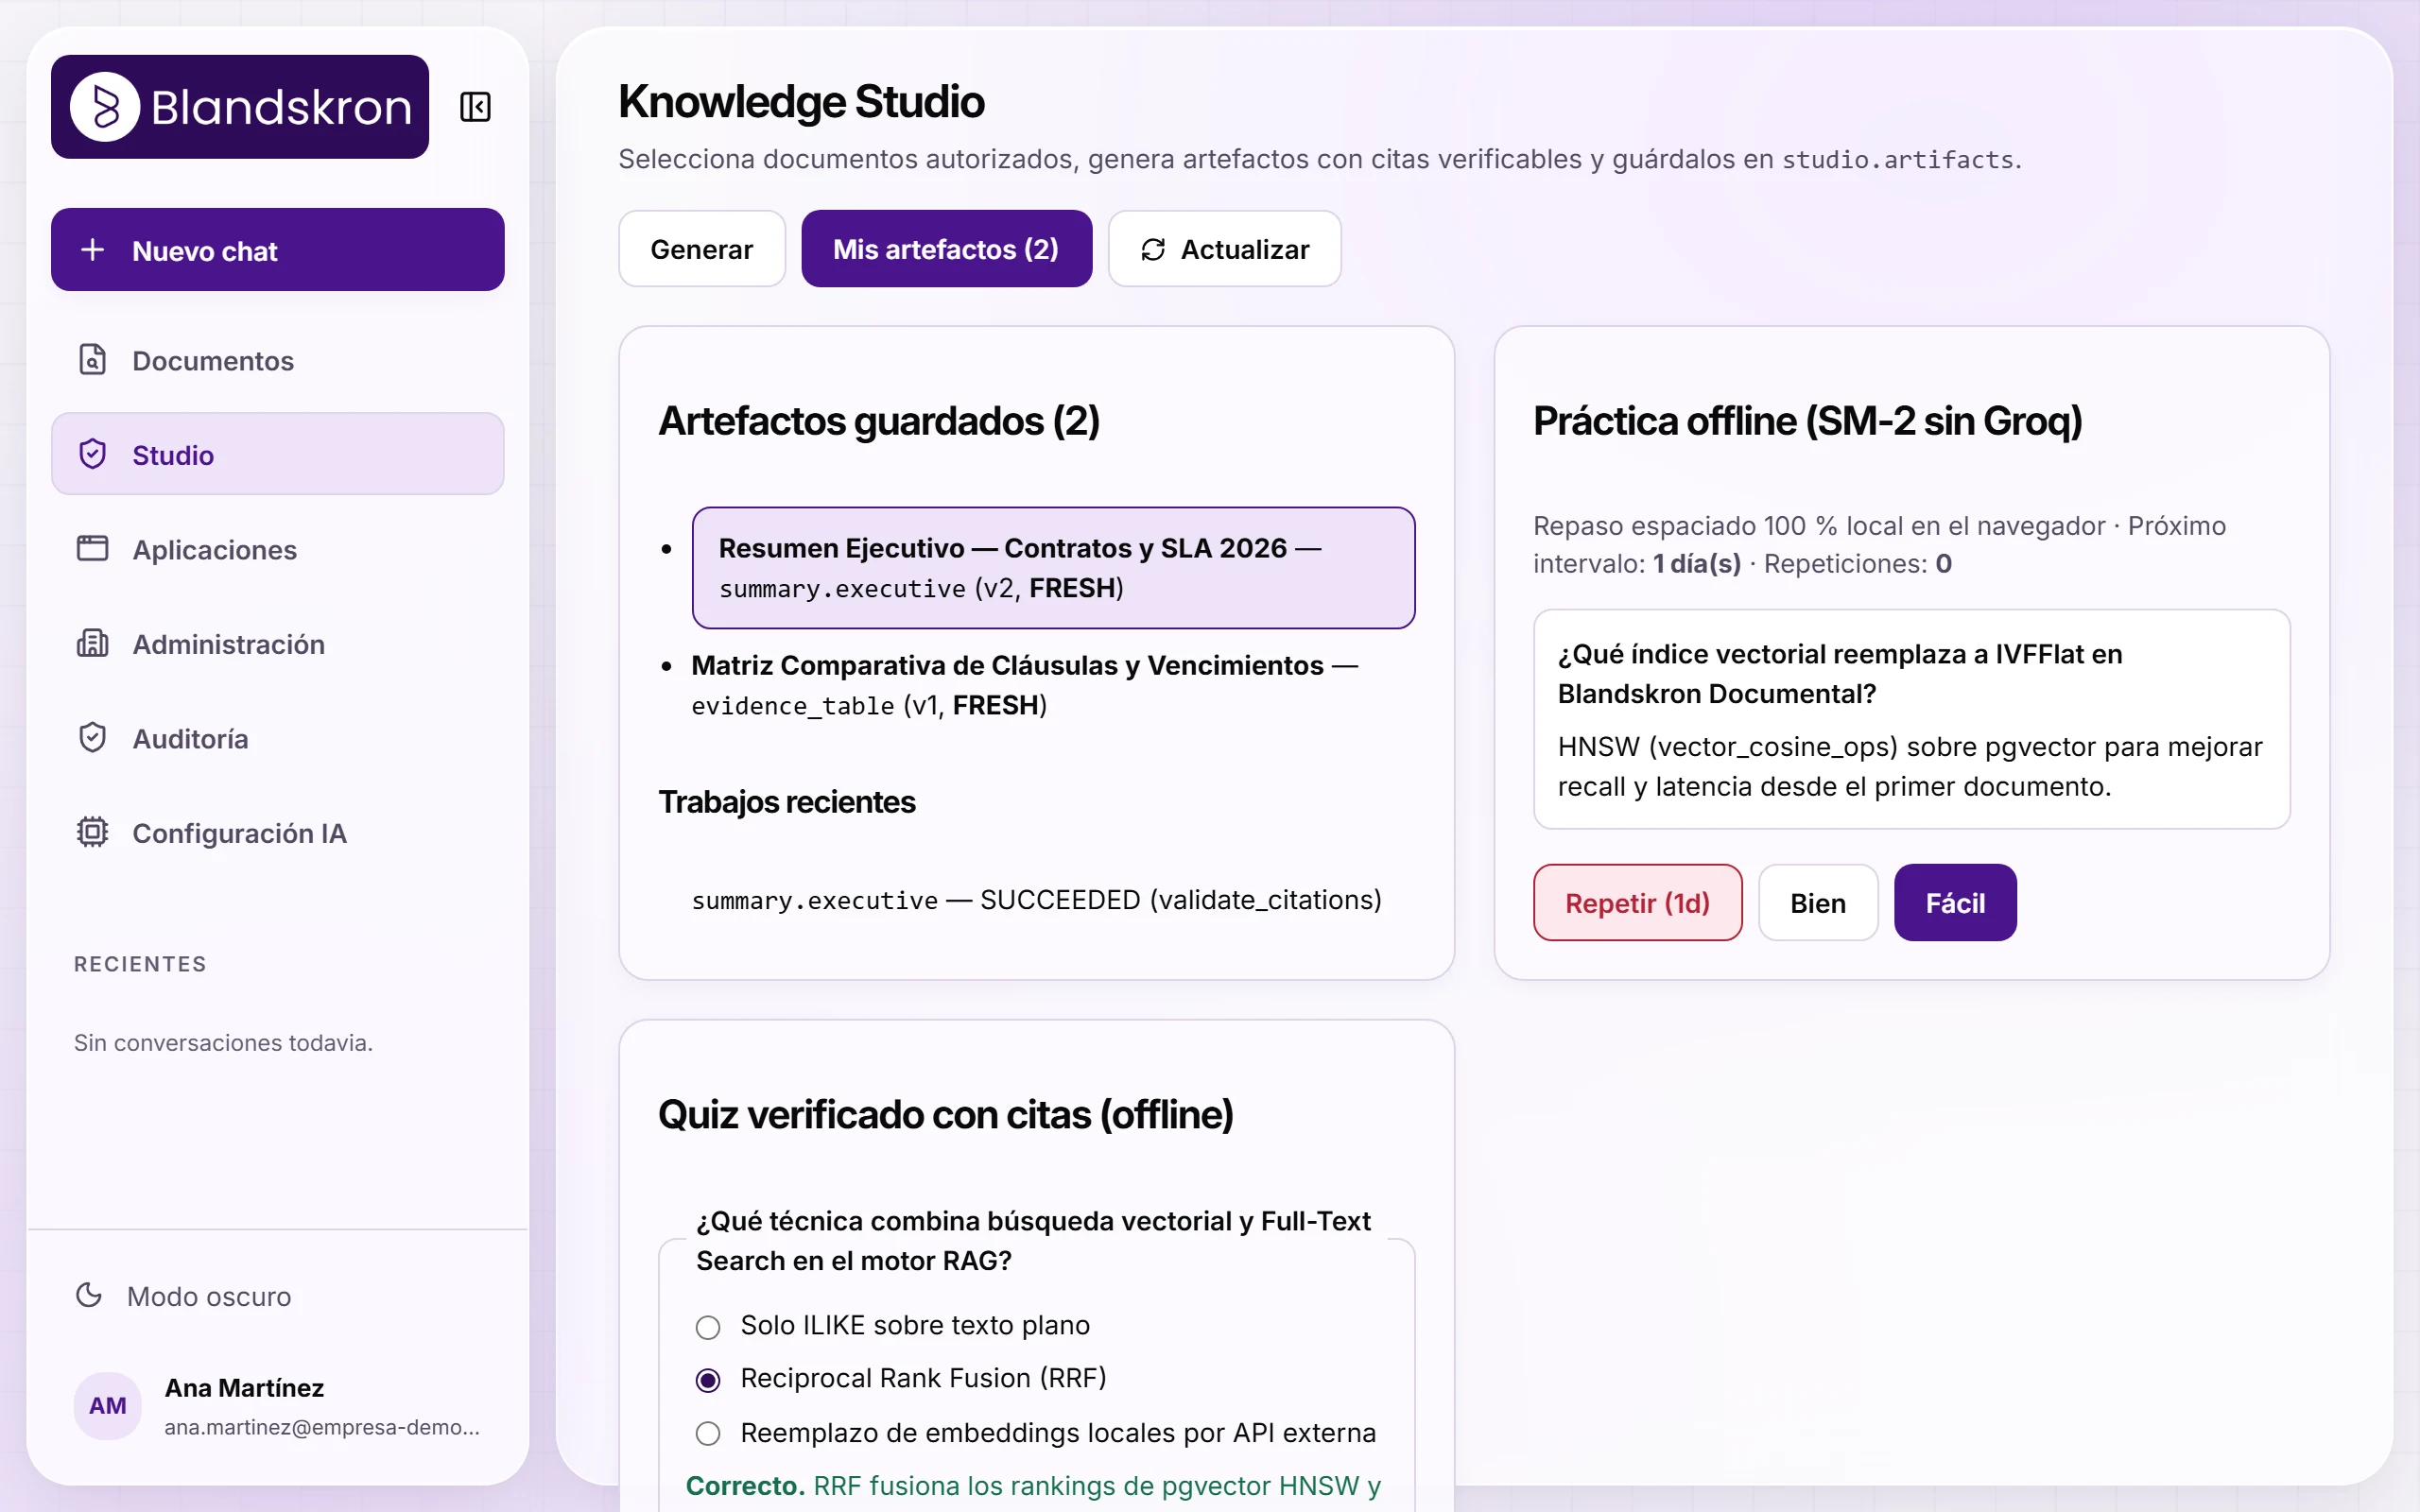 Blandskron
Nuevo chat
Documentos
Studio
Aplicaciones
Administración
Auditoría
Configuración IA
RECIENTES
Sin conversaciones todavia.
Modo oscuro
AM
Ana Martínez
ana.martinez@empresa-demo...
Knowledge Studio
Selecciona documentos autorizados, genera artefactos con citas verificables y guárdalos en studio.artifacts.
Generar
Mis artefactos (2)
Actualizar
Artefactos guardados (2)
• Resumen Ejecutivo — Contratos y SLA 2026 —
summary.executive (v2, FRESH)
• Matriz Comparativa de Cláusulas y Vencimientos —
evidence_table (v1, FRESH)
Trabajos recientes
summary.executive — SUCCEEDED (validate_citations)
Práctica offline (SM-2 sin Groq)
Repaso espaciado 100 % local en el navegador · Próximo
intervalo: 1 día(s) · Repeticiones: 0
¿Qué índice vectorial reemplaza a IVFFlat en
Blandskron Documental?
HNSW (vector_cosine_ops) sobre pgvector para mejorar
recall y latencia desde el primer documento.
Repetir (1d)
Bien
Fácil
Quiz verificado con citas (offline)
¿Qué técnica combina búsqueda vectorial y Full-Text
Search en el motor RAG?
Solo ILIKE sobre texto plano
Reciprocal Rank Fusion (RRF)
Reemplazo de embeddings locales por API externa
Correcto. RRF fusiona los rankings de pgvector HNSW y